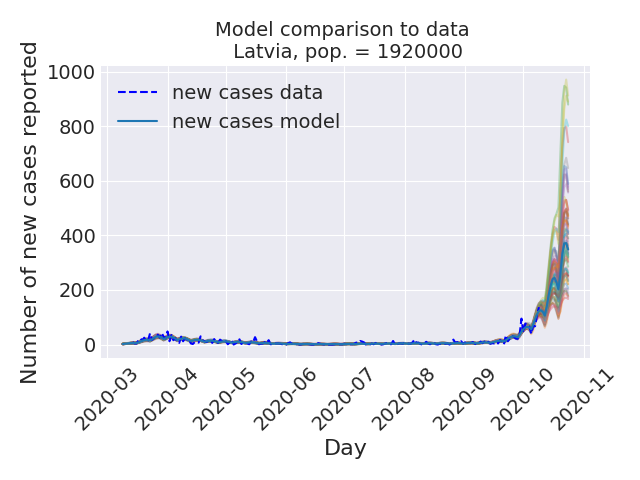 Model comparison to data
Latvia, pop. = 1920000
Number of new cases reported
1000
800
600
400
200
0
new cases data
new cases model
2020-03
2020-04
2020-05
2020-06
2020-07
2020-08
2020-09
2020-10
2020-11
Day